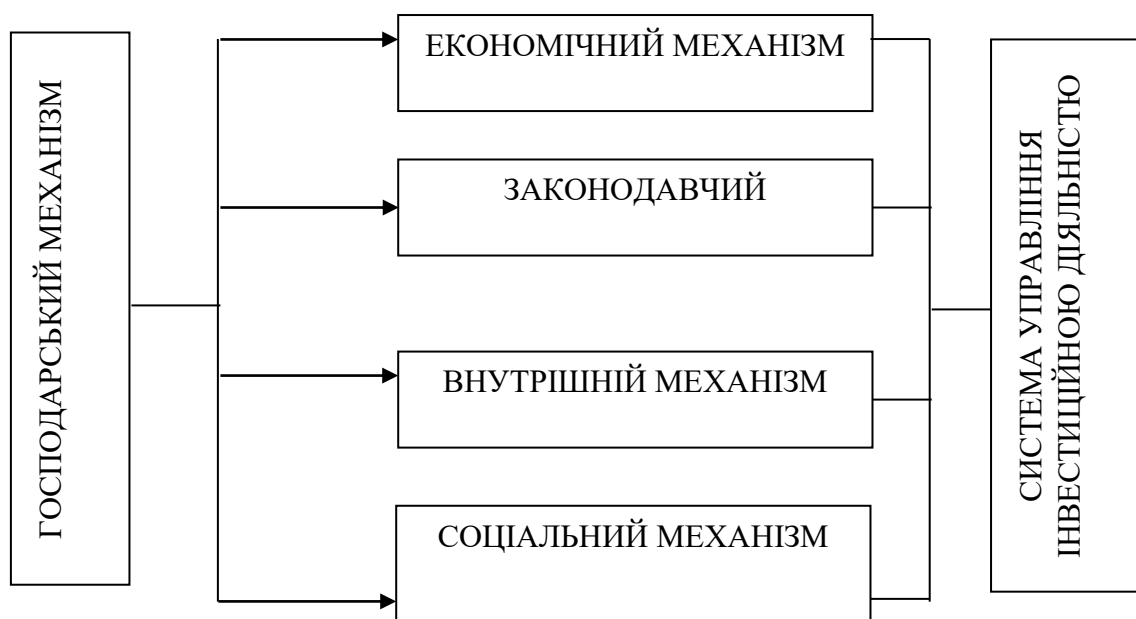 ГОСПОДАРСЬКИЙ МЕХАНІЗМ
ЕКОНОМІЧНИЙ МЕХАНІЗМ
ЗАКОНОДАВЧИЙ
ВНУТРІШНІЙ МЕХАНІЗМ
СОЦІАЛЬНИЙ МЕХАНІЗМ
СИСТЕМА УПРАВЛІННЯ
ІНВЕСТИЦІЙНОЮ ДІЯЛЬНІСТЮ